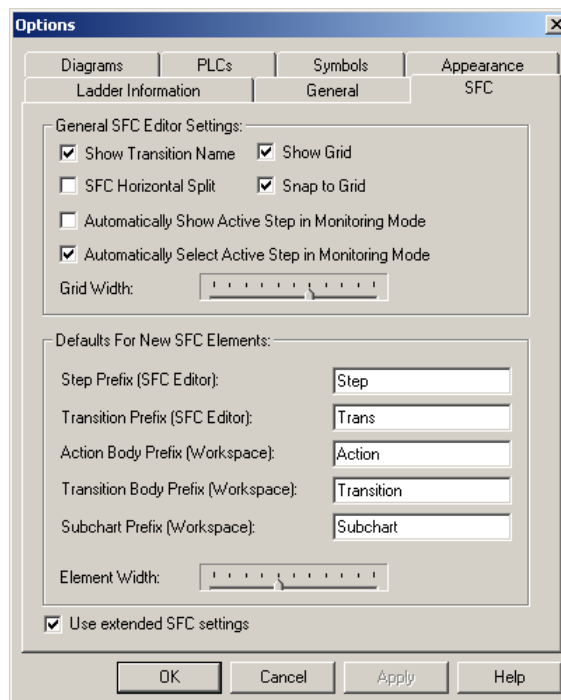 Options
Diagrams PLCs Symbols Appearance
Ladder Information General SFC
General SFC Editor Settings:
Show Transition Name Show Grid
SFC Horizontal Split Snap to Grid
Automatically Show Active Step in Monitoring Mode
Automatically Select Active Step in Monitoring Mode
Grid Width:
Defaults For New SFC Elements:
Step Prefix (SFC Editor): Step
Transition Prefix (SFC Editor): Trans
Action Body Prefix (Workspace): Action
Transition Body Prefix (Workspace): Transition
Subchart Prefix (Workspace): Subchart
Element Width:
Use extended SFC settings
OK Cancel Apply Help